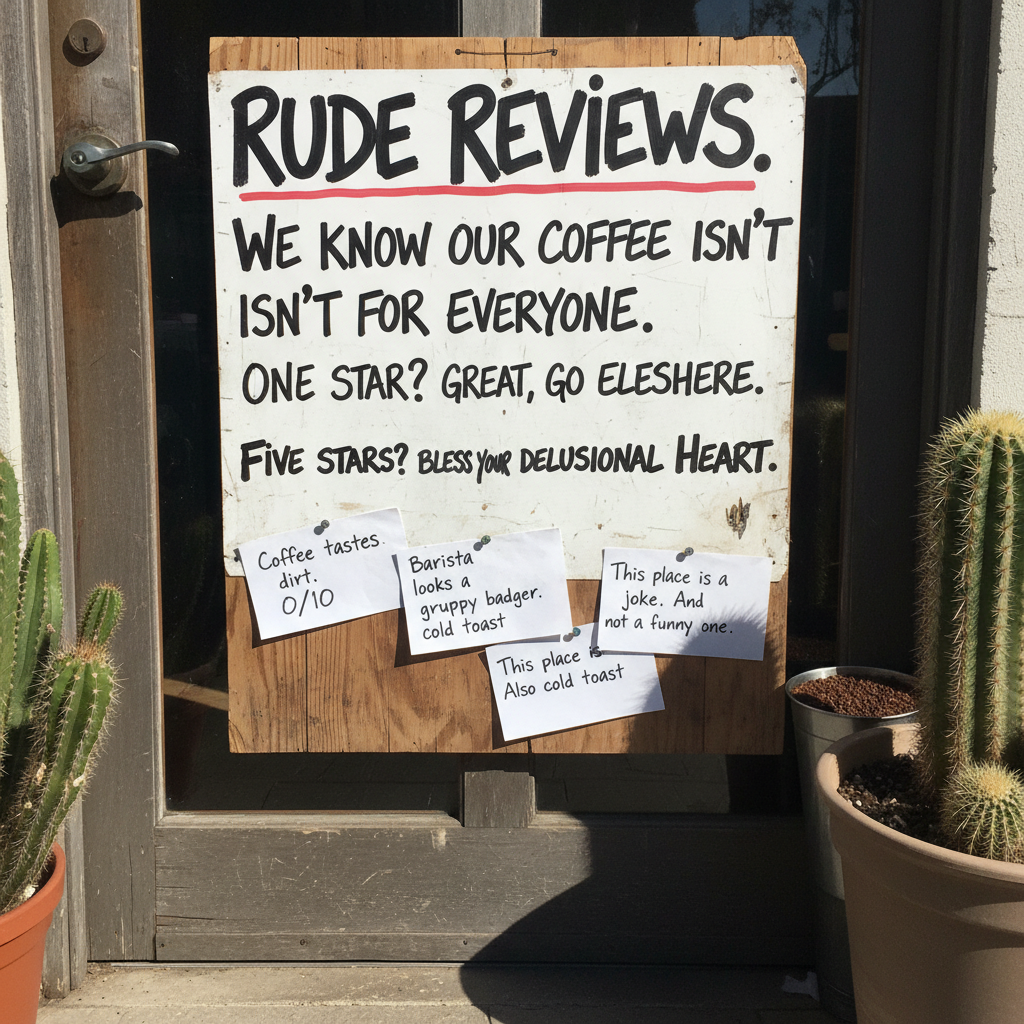 RUDE REVIEWS.
WE KNOW OUR COFFEE ISN'T
ISN'T FOR EVERYONE.
ONE STAR? GREAT, GO ELESHERE.
FIVE STARS? BLESS YOUR DELUSIONAL HEART.
Coffee tastes.
dirt.
0/10
Barista
looks a
gruppy badger.
cold toast
This place is a
joke. And
not a funny one.
This place is
Also cold toast